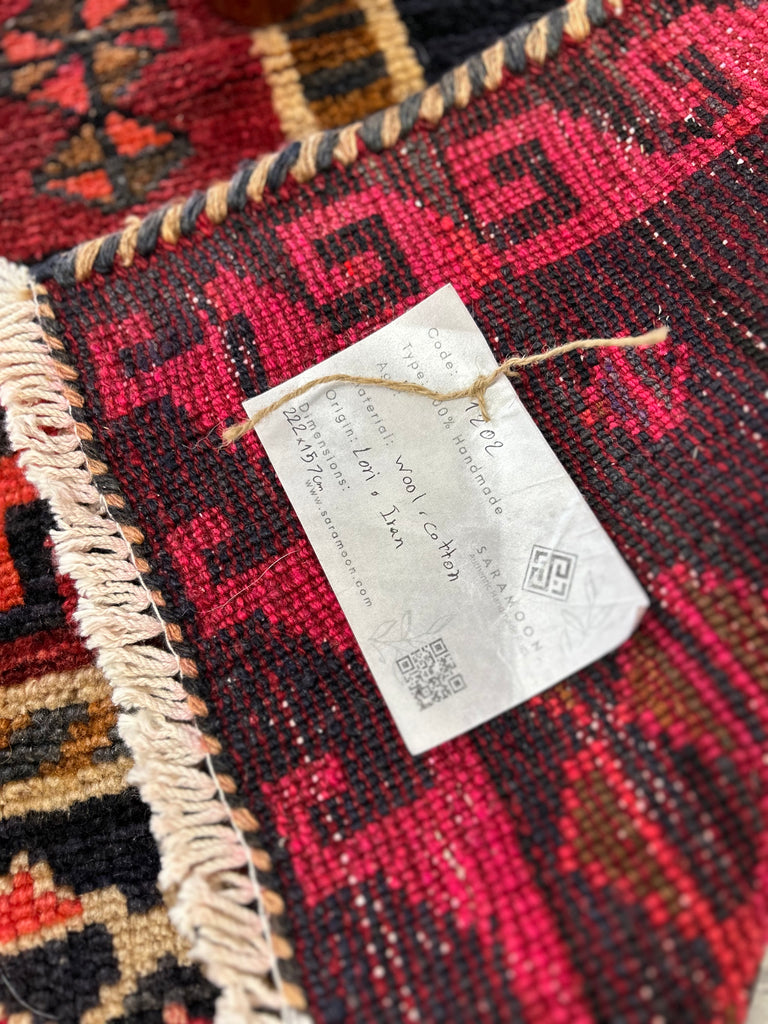 SARAMOON
Code: 1202
Type: 100% Handmade
Material: Wool, Cotton
Origin: Lori, Iran
Dimensions:
222x157cm
www.saramoon.com